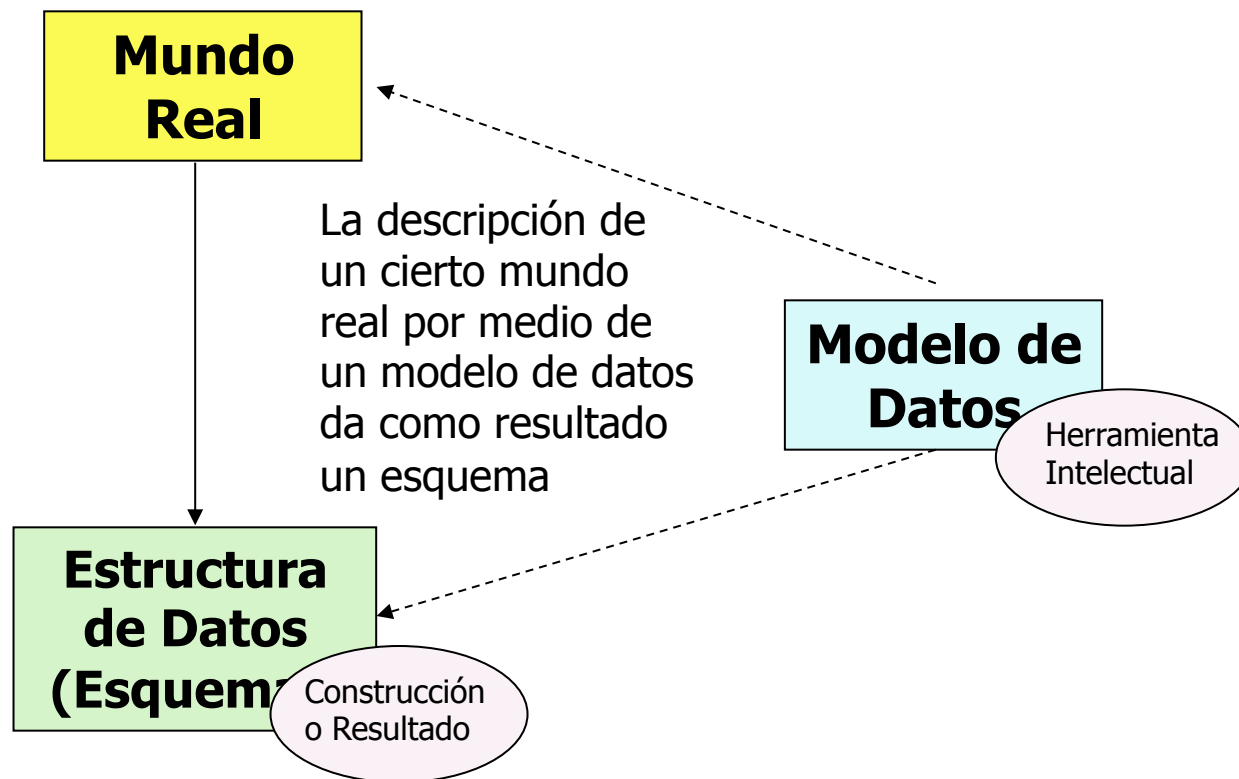 Mundo
Real
La descripción de
un cierto mundo
real por medio de
un modelo de datos
da como resultado
un esquema
Modelo de
Datos
Herramienta
Intelectual
Estructura
de Datos
(Esquema
Construcción
o Resultado